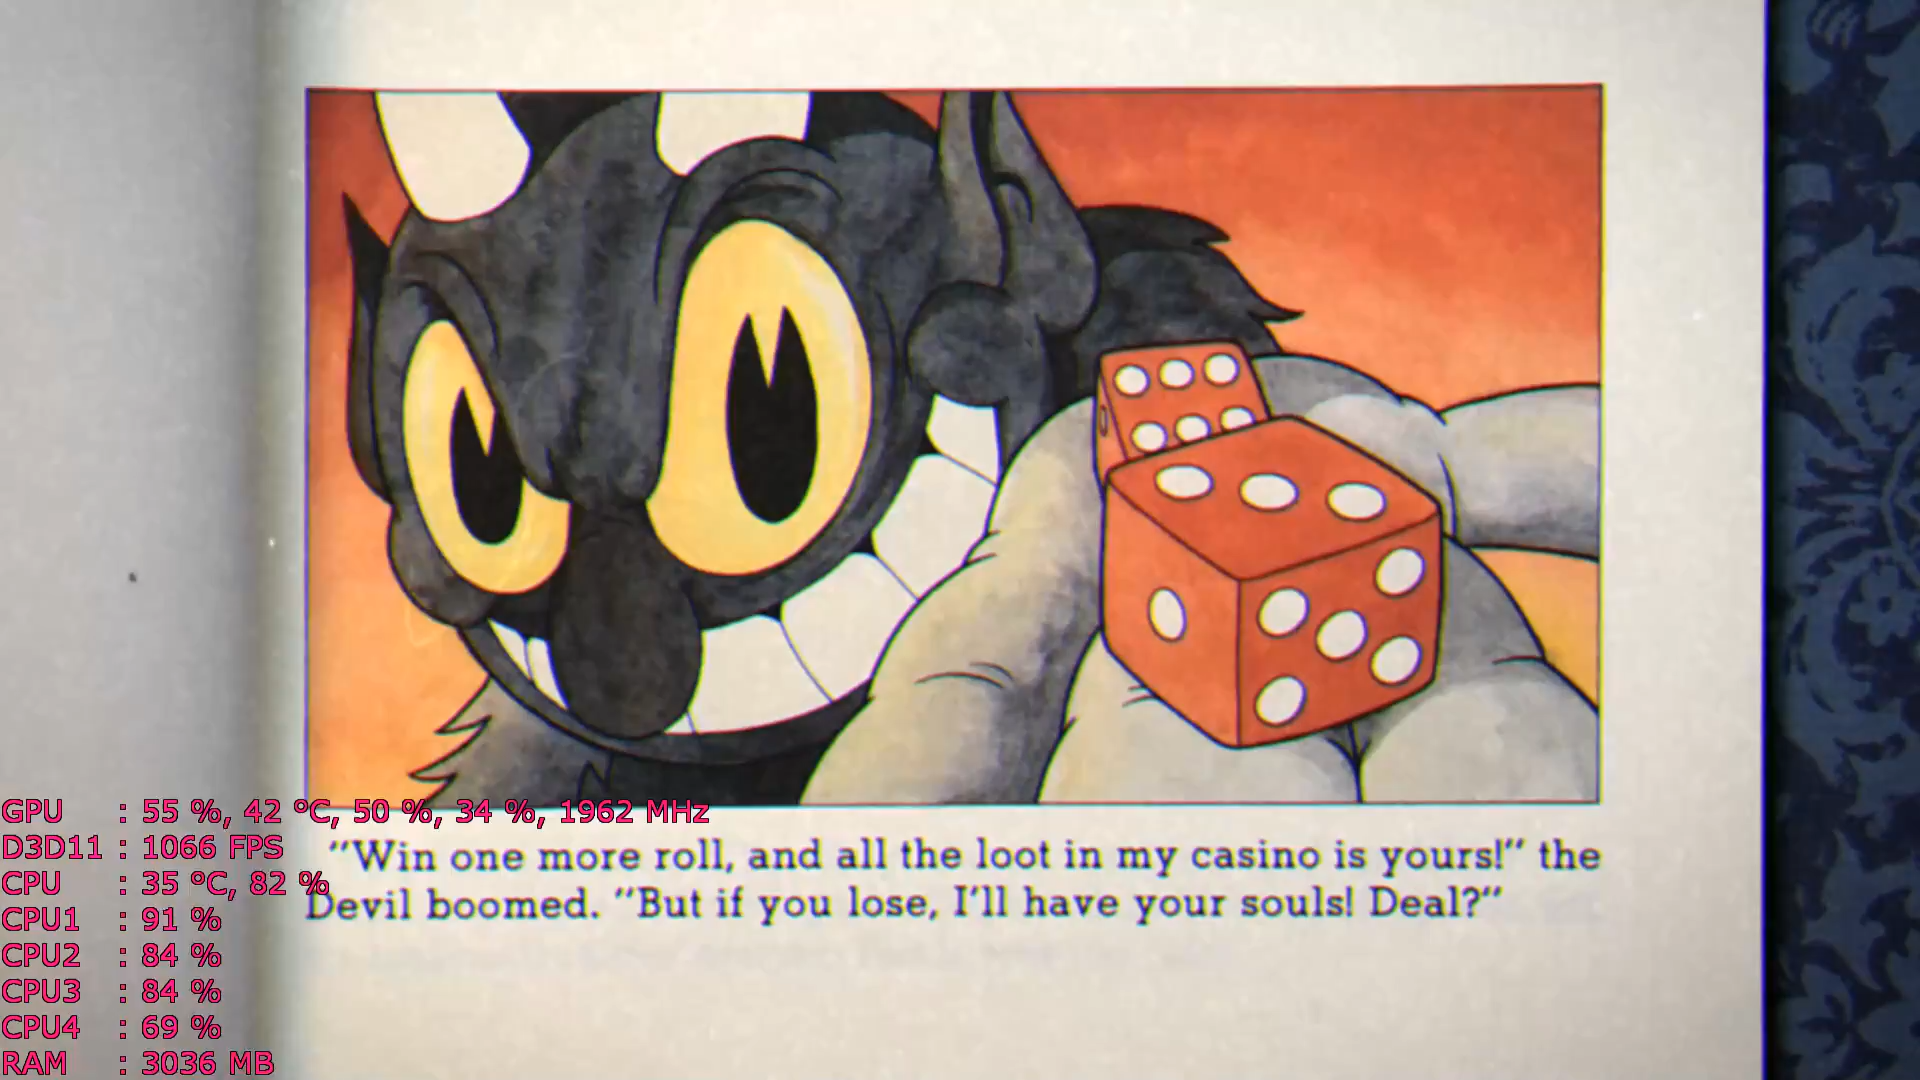 GPU : 55 %, 42 °C, 50 %, 34 %, 1962 MHz
D3D11 : 1066 FPS
CPU : 35 °C, 82 %
CPU1 : 91 %
CPU2 : 84 %
CPU3 : 84 %
CPU4 : 69 %
RAM : 3036 MB
"Win one more roll, and all the loot in my casino is yours!" the
Devil boomed. "But if you lose, I'll have your souls! Deal?"